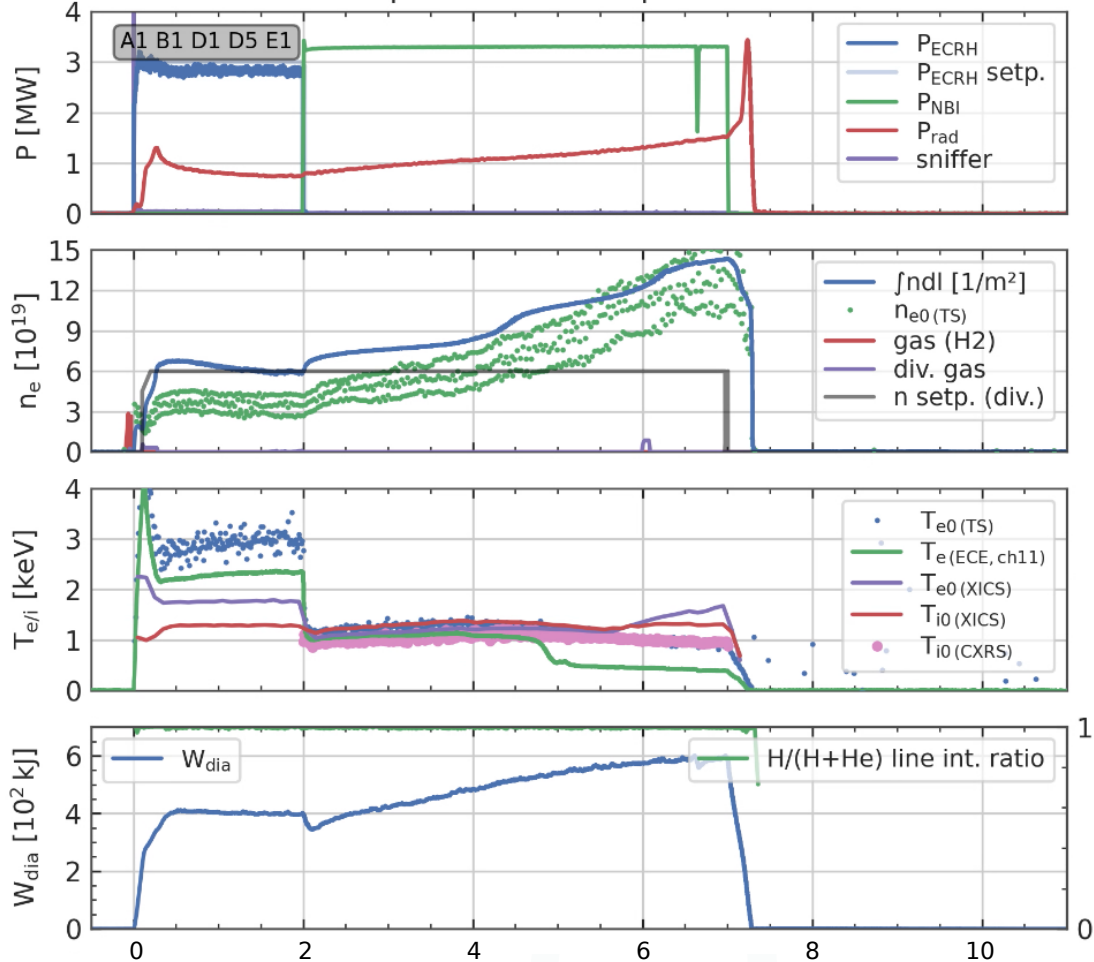 A1 B1 D1 D5 E1
P [MW]
4
3
2
1
0
P_ECRH
P_ECRH setp.
P_NBI
P_rad
sniffer
n_e [10^19]
15
12
9
6
3
0
∫ndl [1/m²]
n_e0 (TS)
gas (H2)
div. gas
n setp. (div.)
T_e/i [keV]
4
3
2
1
0
T_e0 (TS)
T_e (ECE, ch11)
T_e0 (XICS)
T_i0 (XICS)
T_i0 (CXRS)
W_dia [10² kJ]
6
4
2
0
W_dia
H/(H+He) line int. ratio
1
0
0 2 4 6 8 10